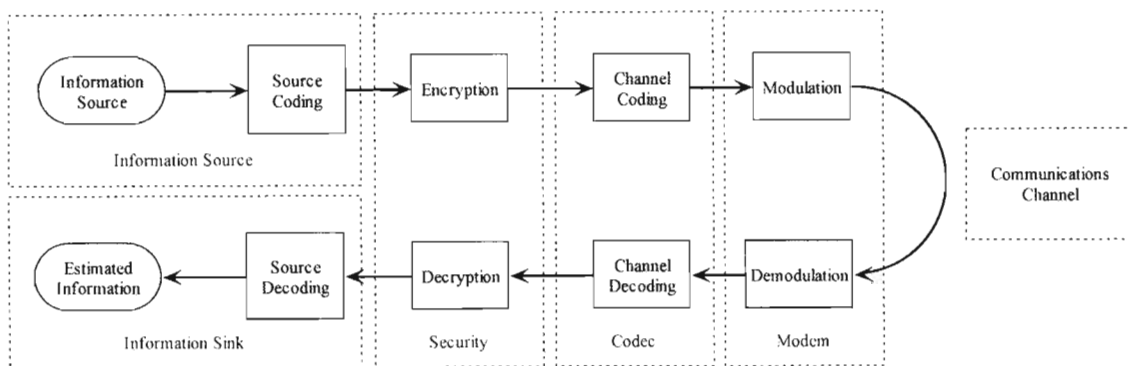 Information
Source
Source
Coding
Encryption
Channel
Coding
Modulation
Information Source
Communications
Channel
Estimated
Information
Source
Decoding
Decryption
Channel
Decoding
Demodulation
Information Sink
Security
Codec
Modem